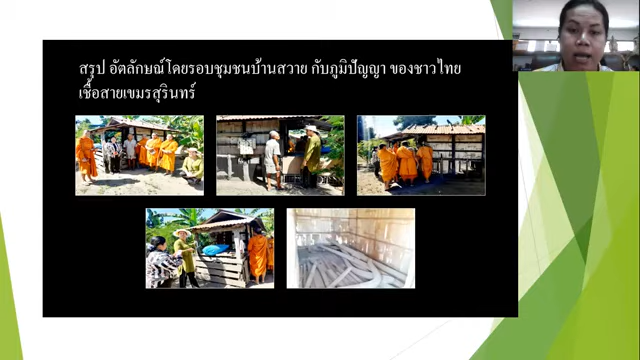 สรุป อัตลักษณ์โดยรอบชุมชนบ้านสวาย กับภูมิปัญญา ของชาวไทย
เชื้อสายเขมรสุรินทร์